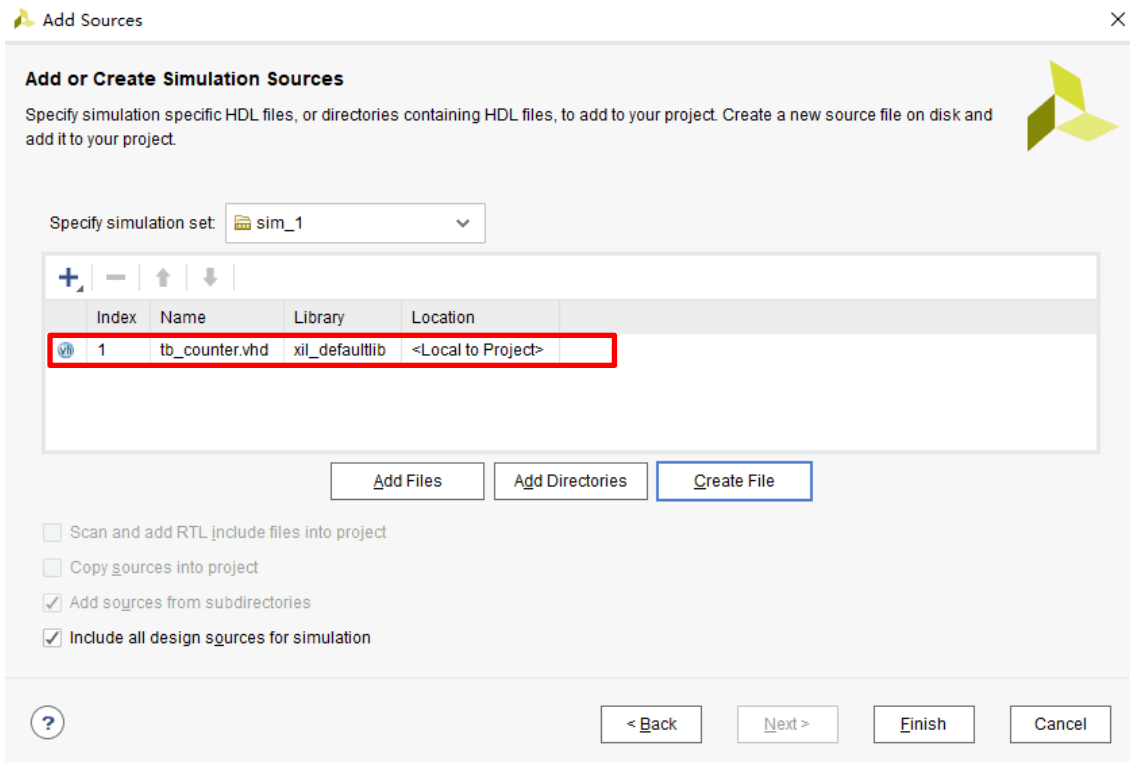 Add Sources
Add or Create Simulation Sources
Specify simulation specific HDL files, or directories containing HDL files, to add to your project. Create a new source file on disk and
add it to your project.
Specify simulation set: sim_1
Index Name Library Location
1 tb_counter.vhd xil_defaultlib <Local to Project>
Add Files Add Directories Create File
Scan and add RTL include files into project
Copy sources into project
Add sources from subdirectories
Include all design sources for simulation
? < Back Next > Finish Cancel